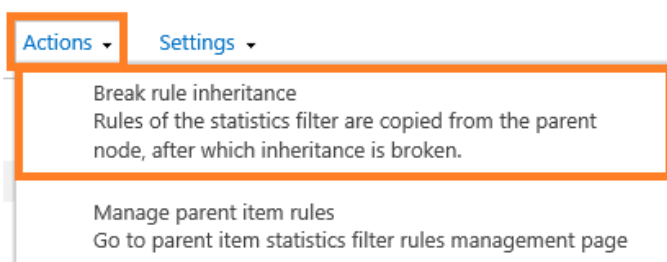 Actions Settings
Break rule inheritance
Rules of the statistics filter are copied from the parent
node, after which inheritance is broken.
Manage parent item rules
Go to parent item statistics filter rules management page